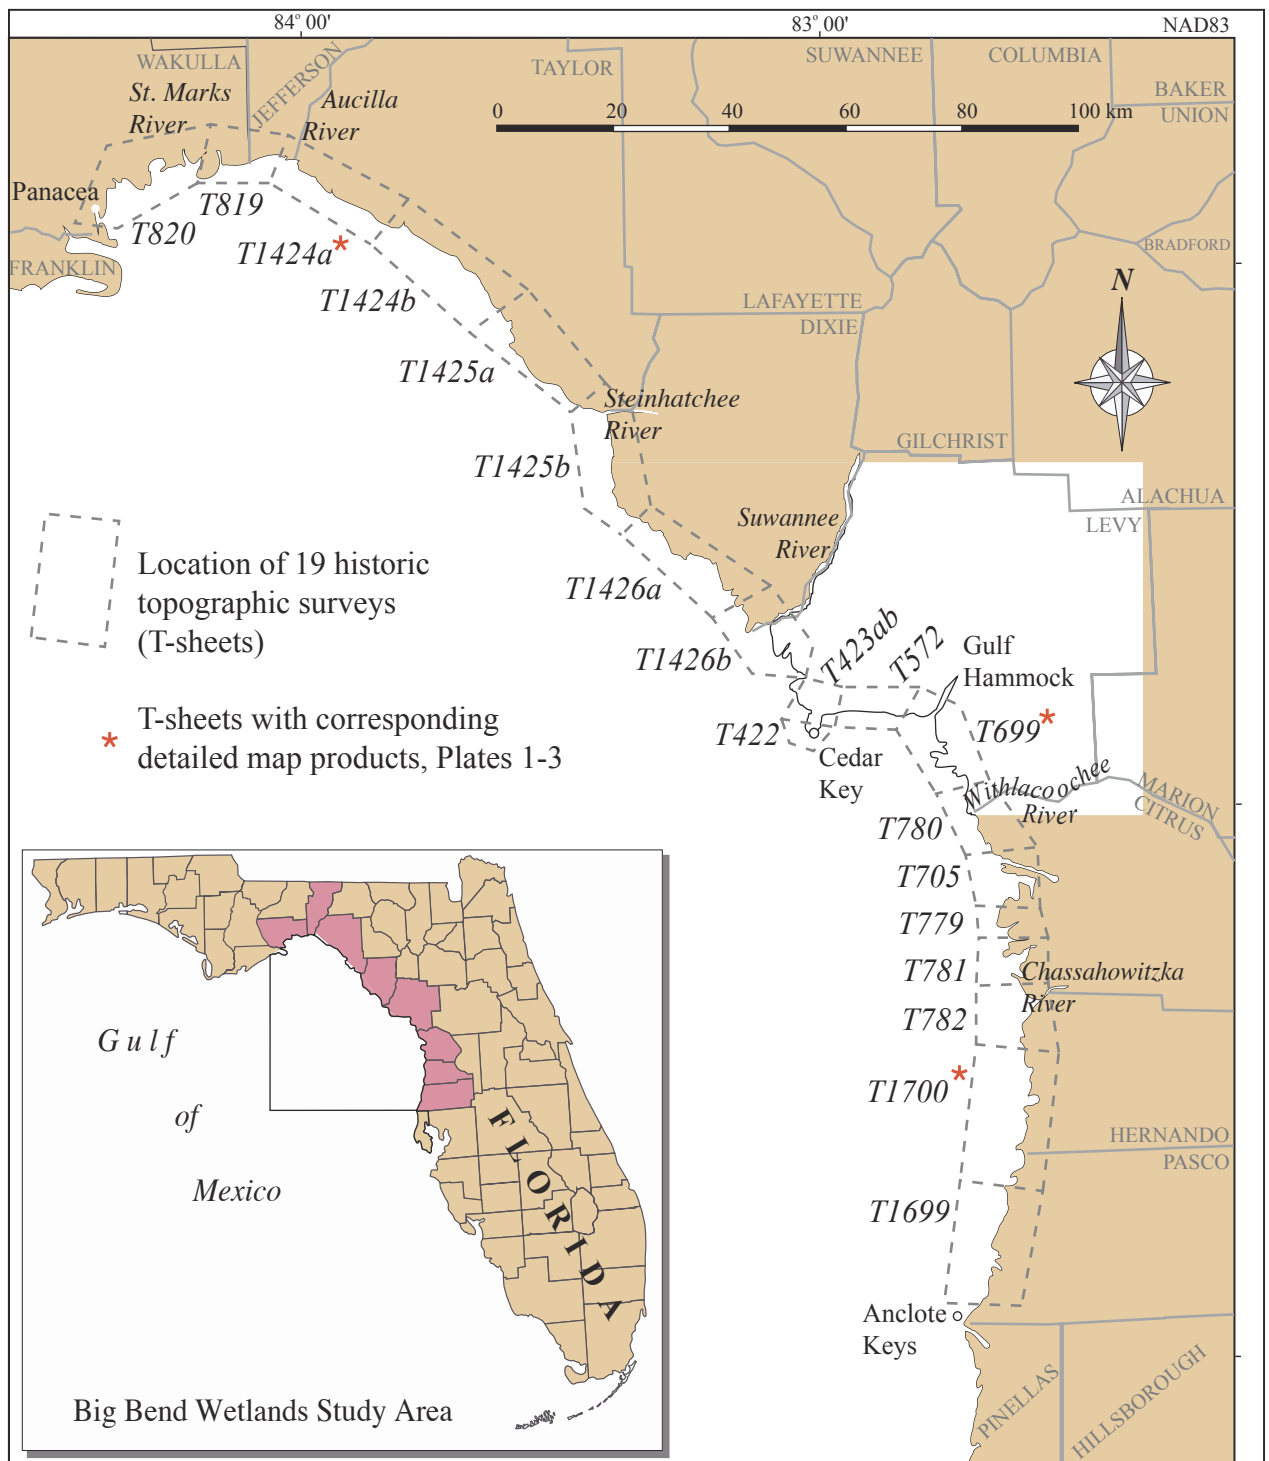 84° 00'
83° 00'
NAD83
WAKULLA
JEFFERSON
TAYLOR
SUWANNEE
COLUMBIA
BAKER
UNION
St. Marks
River
Aucilla
River
0 20 40 60 80 100 km
Panacea
T819
T820
T1424a*
FRANKLIN
BRADFORD
N
T1424b
LAFAYETTE
DIXIE
T1425a
Steinhatchee
River
GILCHRIST
T1425b
ALACHUA
LEVY
Suwannee
River
Location of 19 historic
topographic surveys
(T-sheets)
T1426a
T1426b
T423ab
T572
Gulf
Hammock
* T-sheets with corresponding
detailed map products, Plates 1-3
T422
T699*
Cedar
Key
Withlacoochee
River
MARION
CITRUS
T780
T705
T779
T781
Chassahowitzka
River
T782
T1700*
HERNANDO
PASCO
T1699
Anclote
Keys
PINELLAS
HILLSBOROUGH
Gulf
of
Mexico
FLORIDA
Big Bend Wetlands Study Area